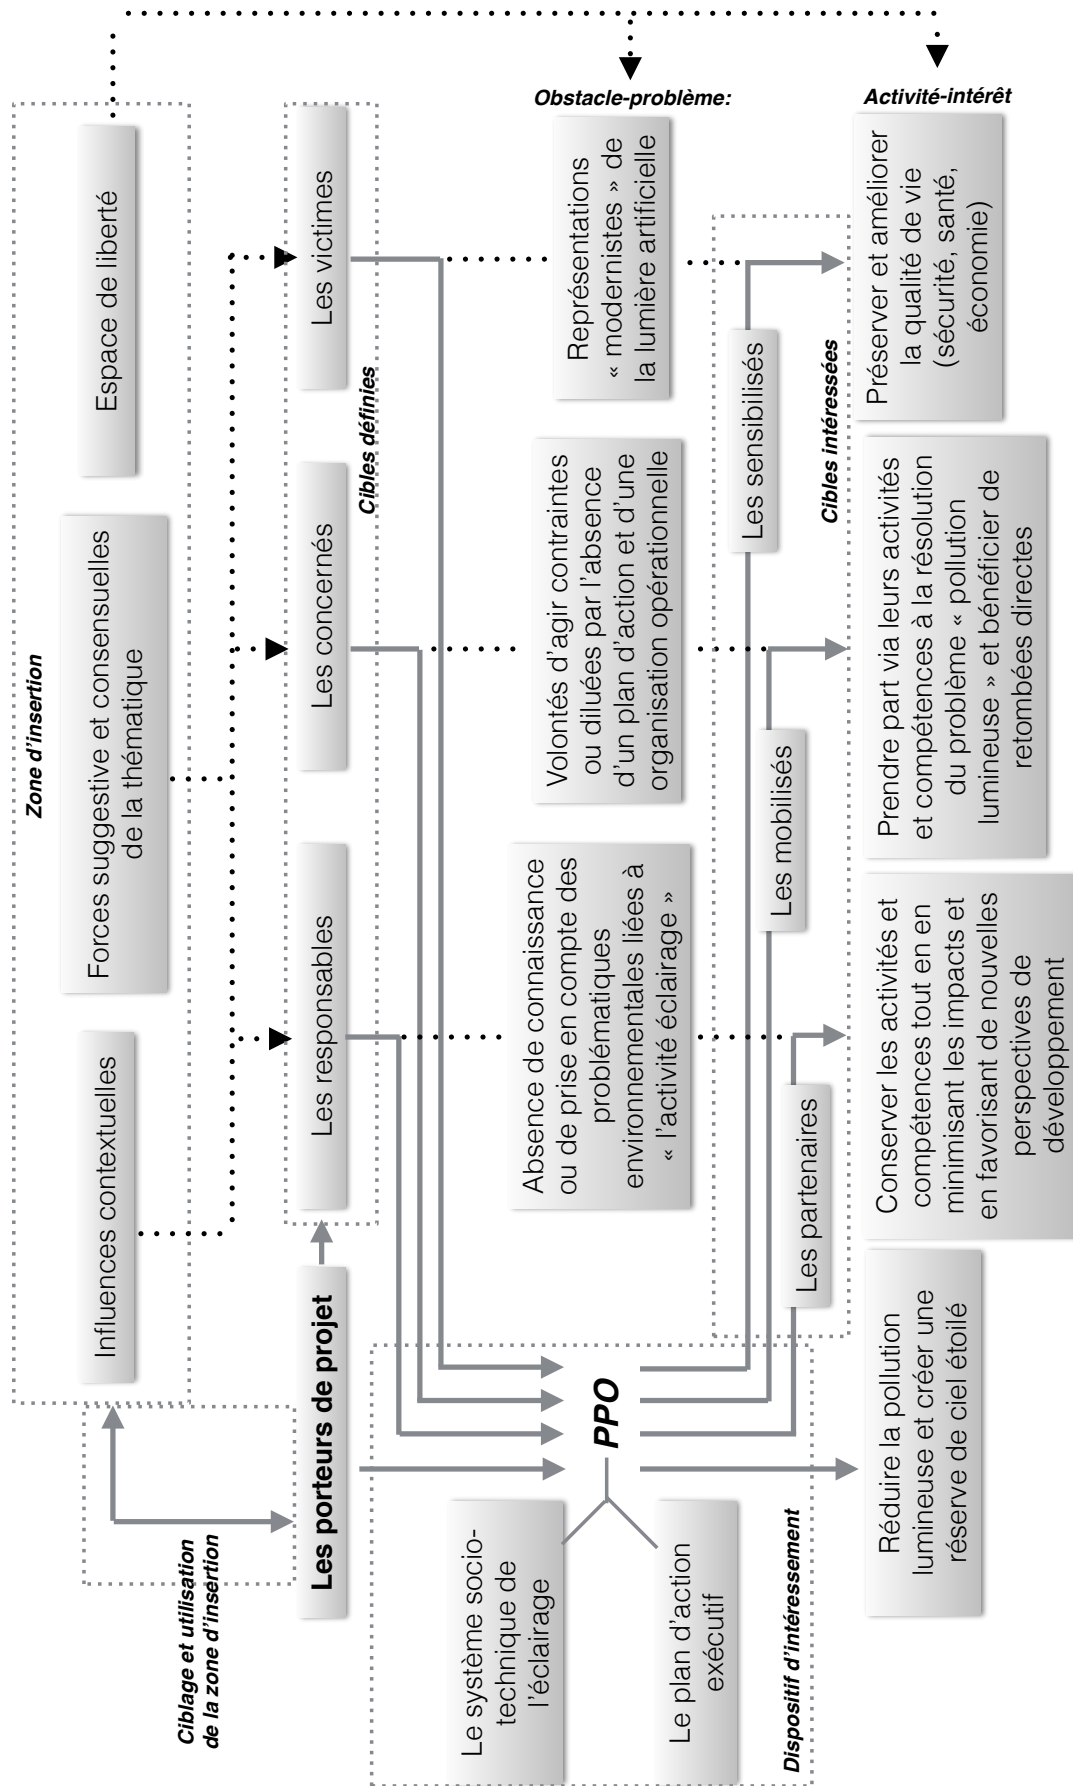 Zone d'insertion
Influences contextuelles
Forces suggestive et consensuelles
de la thématique
Espace de liberté
Ciblage et utilisation
de la zone d'insertion
Les porteurs de projet
Les responsables
Les concernés
Les victimes
Cibles définies
Le système socio-
technique de
l'éclairage
Le plan d'action
exécutif
PPO
Dispositif d'intéressement
Obstacle-problème:
Absence de connaissance
ou de prise en compte des
problématiques
environnementales liées à
« l'activité éclairage »
Volontés d'agir contraintes
ou diluées par l'absence
d'un plan d'action et d'une
organisation opérationnelle
Représentations
« modernistes » de
la lumière artificielle
Les partenaires
Les mobilisés
Les sensibilisés
Cibles intéressées
Activité-intérêt
Réduire la pollution
lumineuse et créer une
réserve de ciel étoilé
Conserver les activités et
compétences tout en en
minimisant les impacts et
en favorisant de nouvelles
perspectives de
développement
Prendre part via leurs activités
et compétences à la résolution
du problème « pollution
lumineuse » et bénéficier de
retombées directes
Préserver et améliorer
la qualité de vie
(sécurité, santé,
économie)